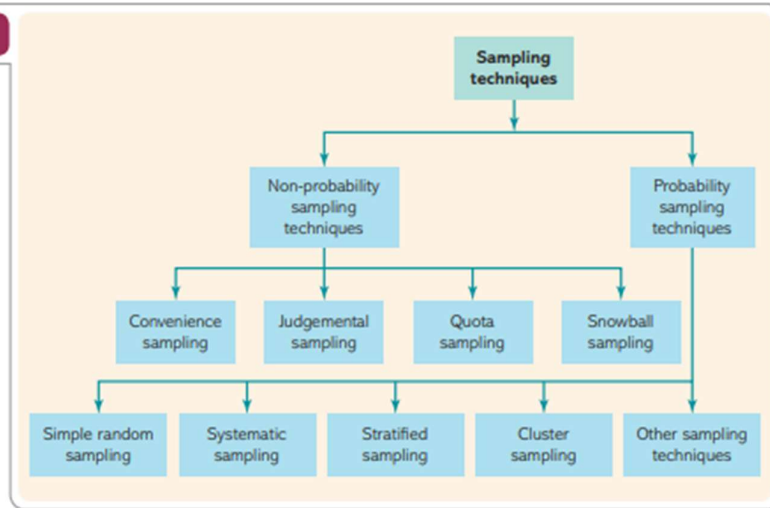 Sampling
techniques
Non-probability
sampling
techniques
Probability
sampling
techniques
Convenience
sampling
Judgemental
sampling
Quota
sampling
Snowball
sampling
Simple random
sampling
Systematic
sampling
Stratified
sampling
Cluster
sampling
Other sampling
techniques